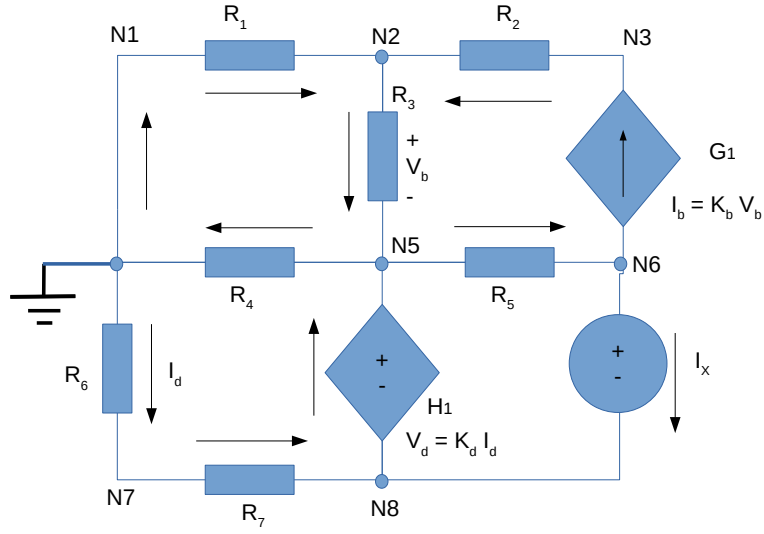 N1
R1
N2
R2
N3
R3
+
Vb
-
G1
Ib = Kb Vb
N5
N6
R4
R5
R6
Id
+
-
H1
Vd = Kd Id
+
-
IX
N7
R7
N8